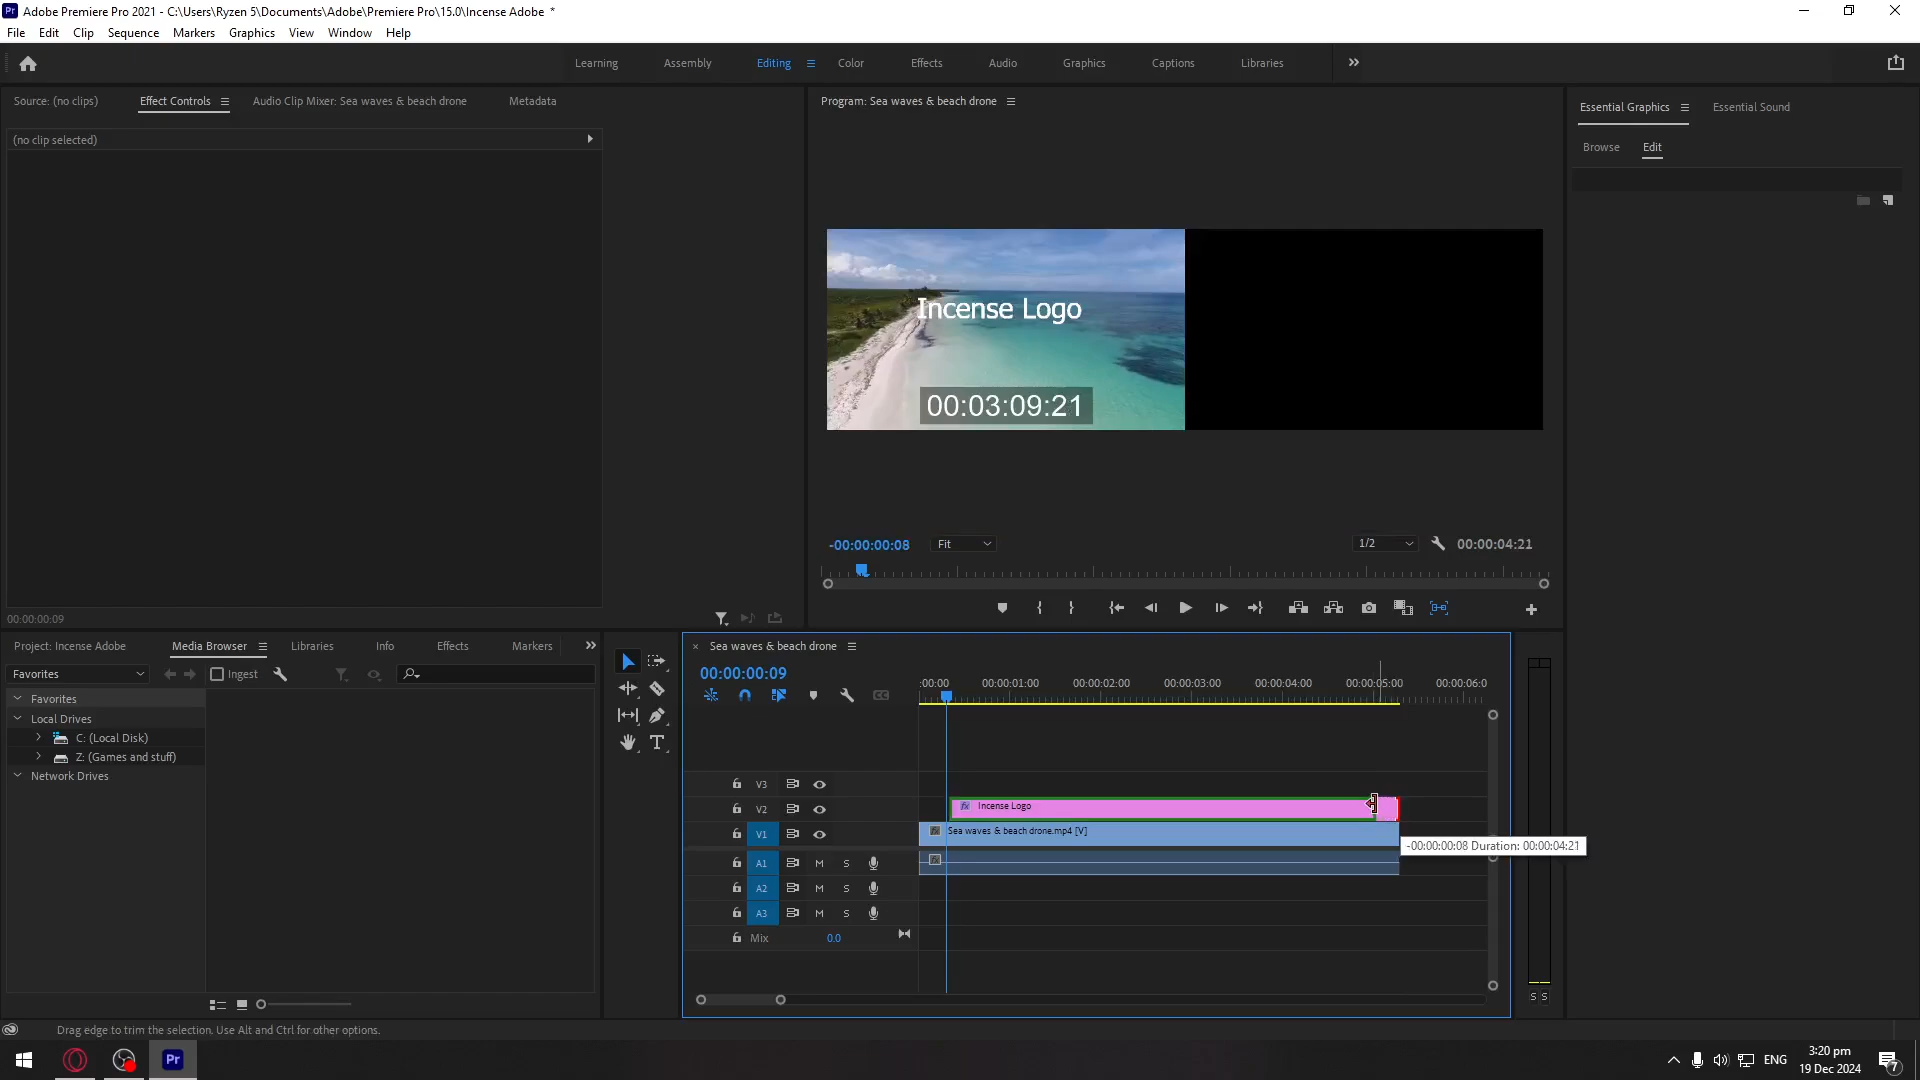 Adobe Premiere Pro 2021 - C:\Users\Ryzen 5\Documents\Adobe\Premiere Pro\15.0\Incense Adobe *
File Edit Clip Sequence Markers Graphics View Window Help
Learning Assembly Editing Color Effects Audio Graphics Captions Libraries
Source: (no clips) Effect Controls Audio Clip Mixer: Sea waves & beach drone Metadata
(no clip selected)
00:00:00:09
Program: Sea waves & beach drone
Incense Logo
00:03:09:21
-00:00:00:08 Fit 1/2 00:00:04:21
Essential Graphics Essential Sound
Browse Edit
Project: Incense Adobe Media Browser Libraries Info Effects Markers
Favorites Ingest
Favorites
Local Drives
C: (Local Disk)
Z: (Games and stuff)
Network Drives
Sea waves & beach drone
00:00:00:09
:00:00 00:00:01:00 00:00:02:00 00:00:03:00 00:00:04:00 00:00:05:00 00:00:06:0
V3
V2 Incense Logo
V1 Sea waves & beach drone.mp4 [V]
-00:00:00:08 Duration: 00:00:04:21
A1 M S
A2 M S
A3 M S
Mix 0.0
S S
Drag edge to trim the selection. Use Alt and Ctrl for other options.
Pr
ENG
3:20 pm
19 Dec 2024
7